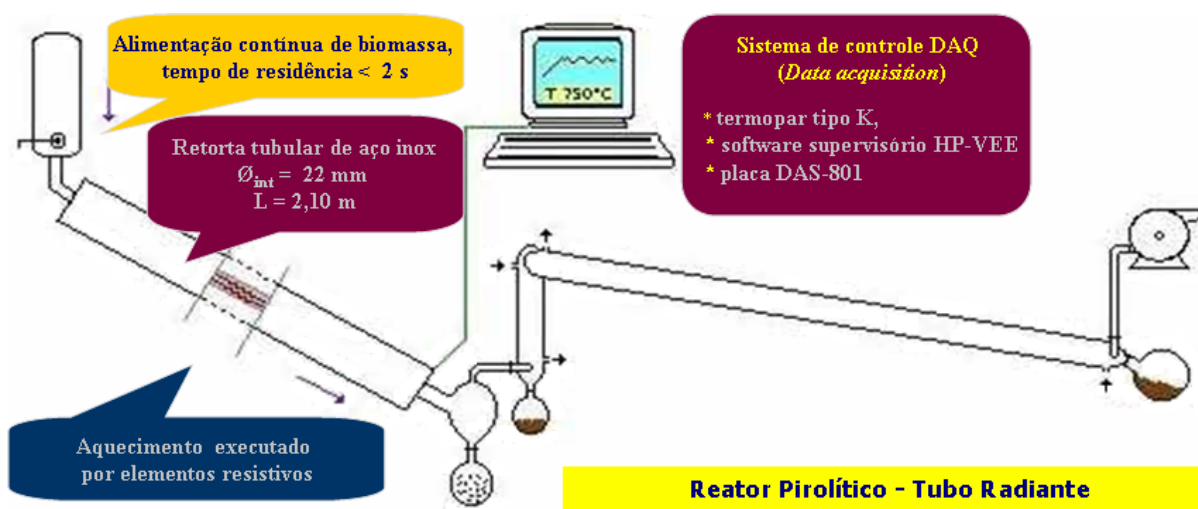 Alimentação contínua de biomassa,
tempo de residência < 2 s
Retorta tubular de aço inox
Øint = 22 mm
L = 2,10 m
Aquecimento executado
por elementos resistivos
T 750°C
Sistema de controle DAQ
(Data acquisition)
* termopar tipo K,
* software supervisório HP-VEE
* placa DAS-801
Reator Pirolítico - Tubo Radiante